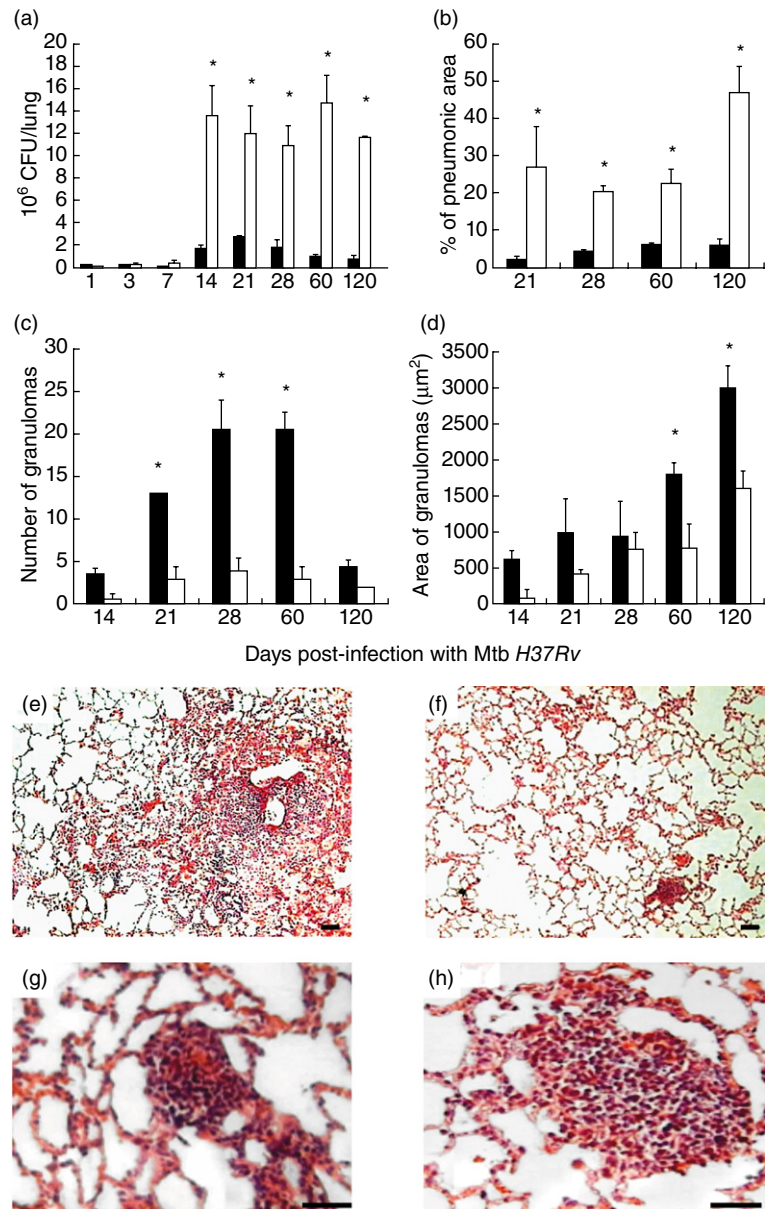 (a)
10⁶ CFU/lung
20
18
16
14
12
10
8
6
4
2
0
* * * * *
1 3 7 14 21 28 60 120
(b)
% of pneumonic area
60
50
40
30
20
10
0
* * * *
21 28 60 120
(c)
Number of granulomas
30
25
20
15
10
5
0
* * *
14 21 28 60 120
(d)
Area of granulomas (μm²)
3500
3000
2500
2000
1500
1000
500
0
* *
14 21 28 60 120
Days post-infection with Mtb H37Rv
(e)
(f)
(g)
(h)